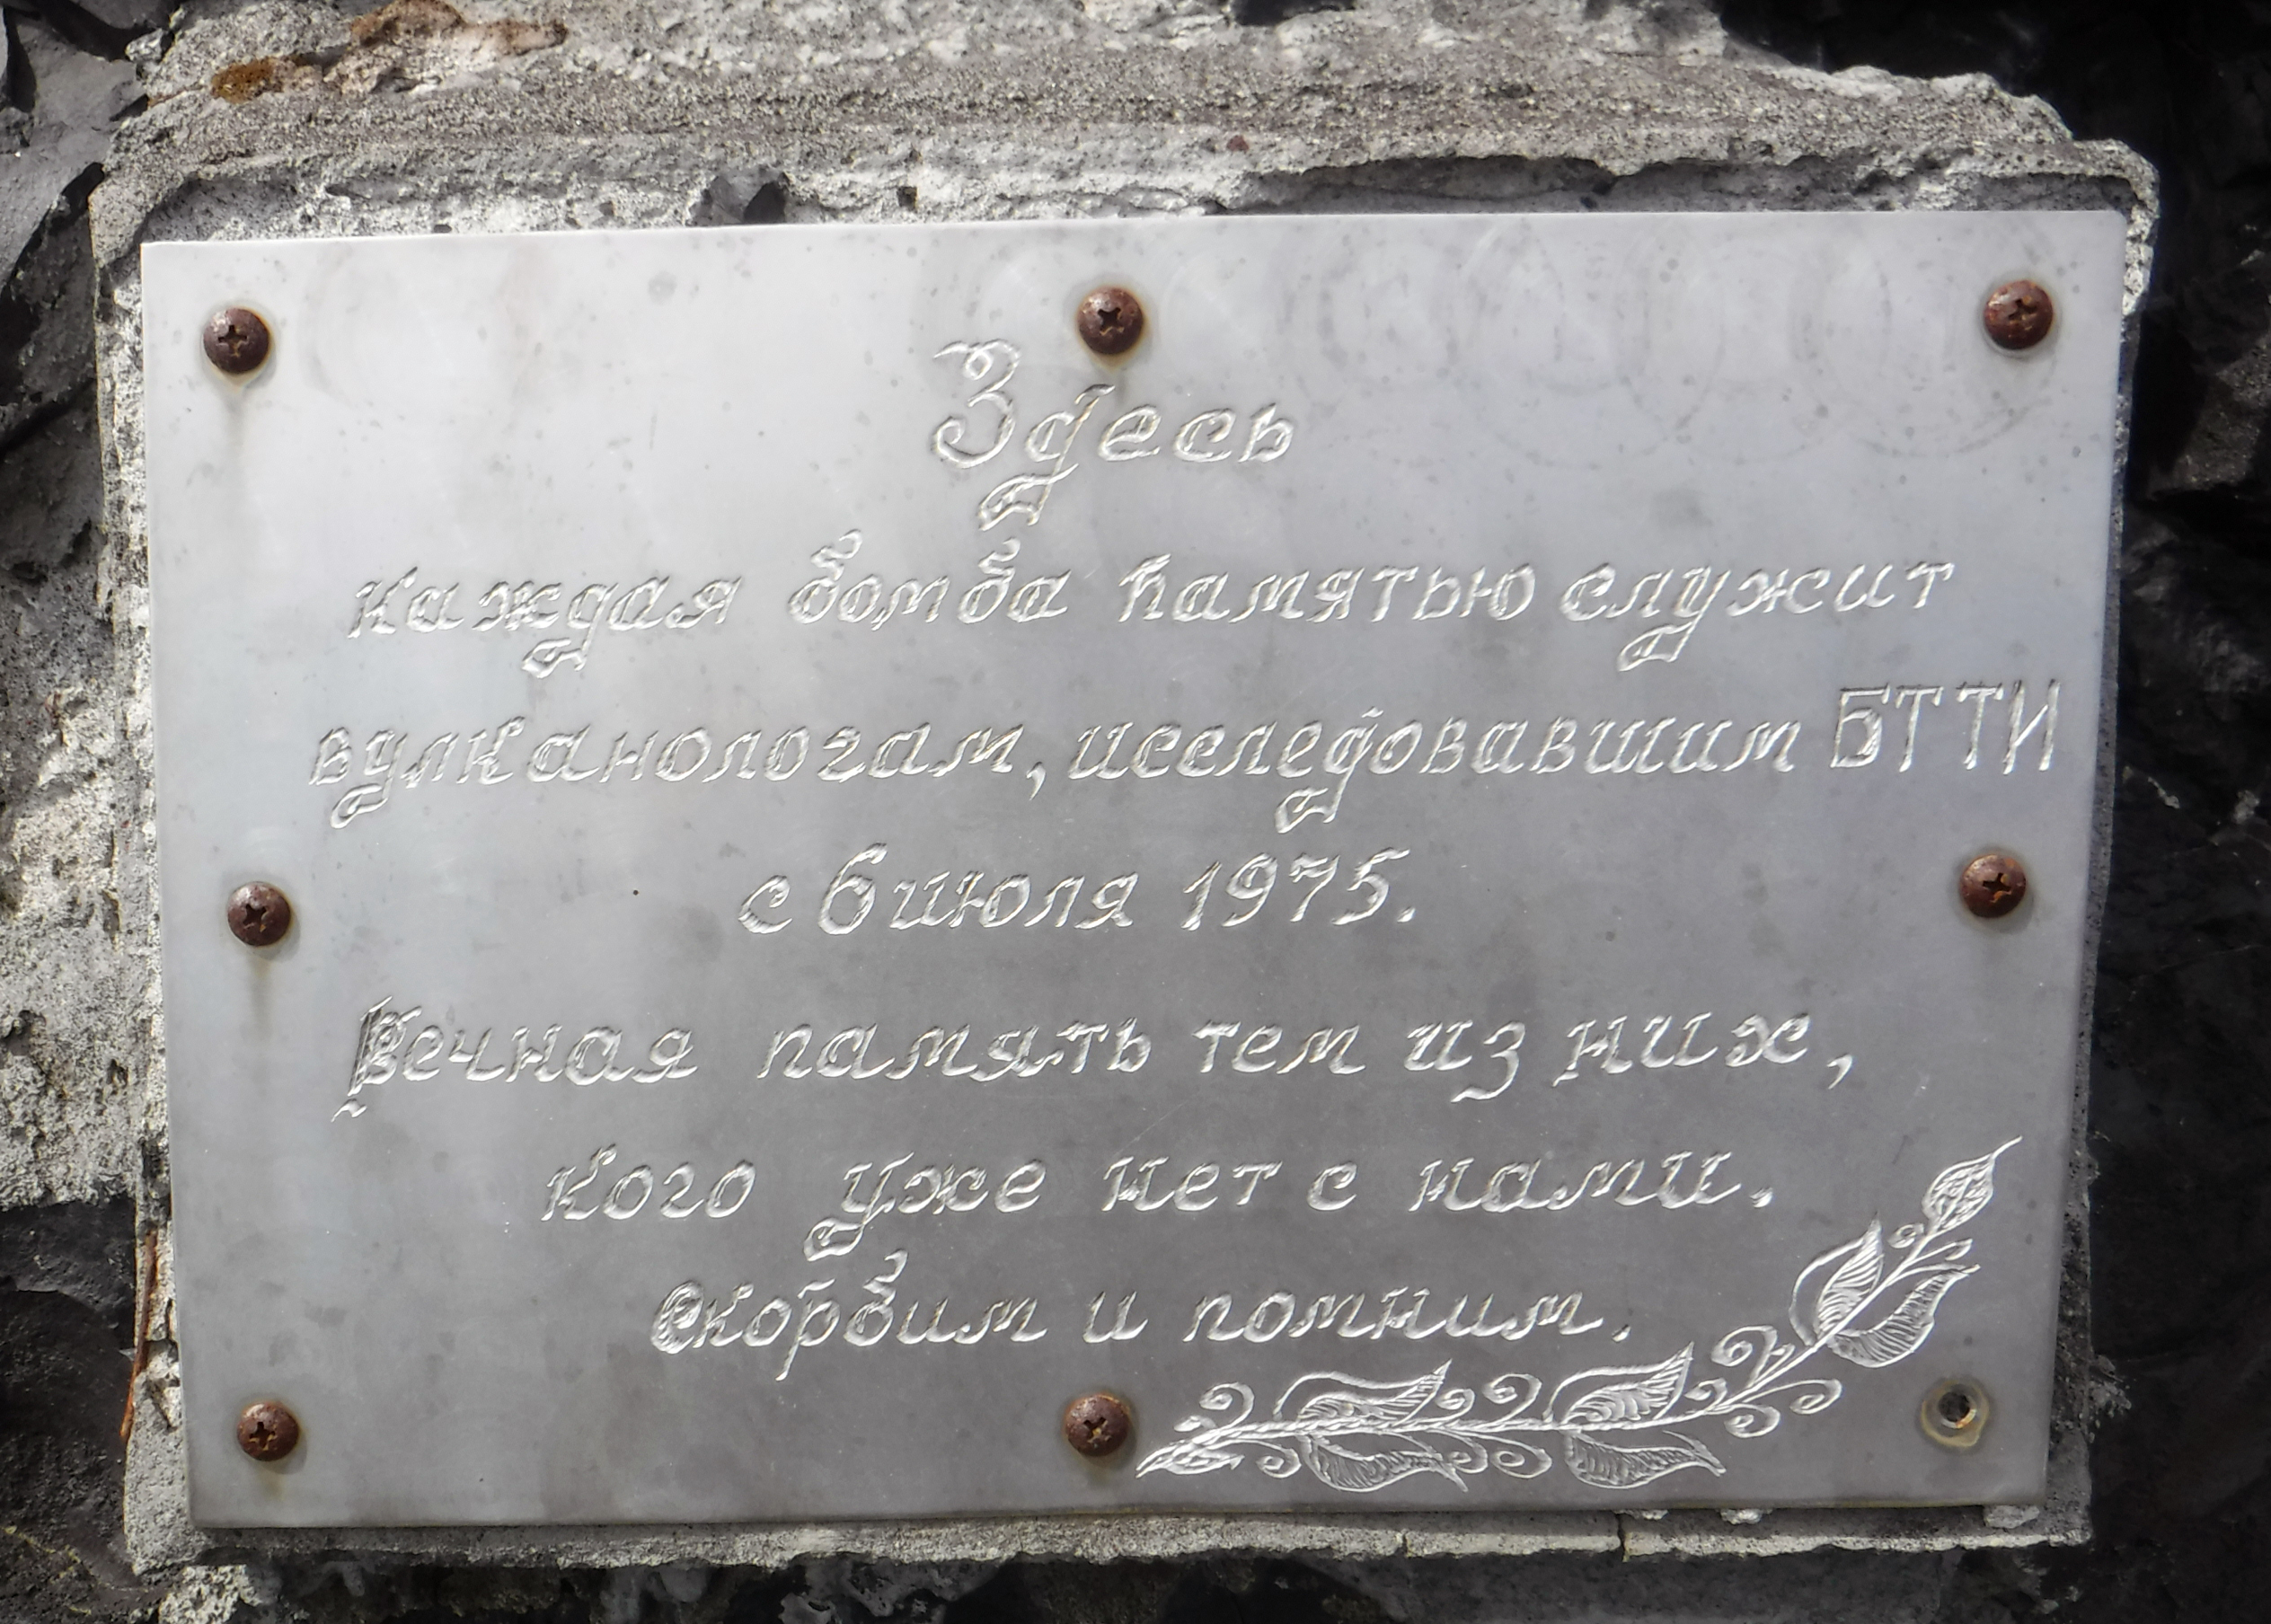 Здесь
каждая бомба памятью служит
вулканологам, исследовавшим БТТИ
с 6 июля 1975.
Вечная память тем из них,
кого уже нет с нами.
Скорбим и помним.